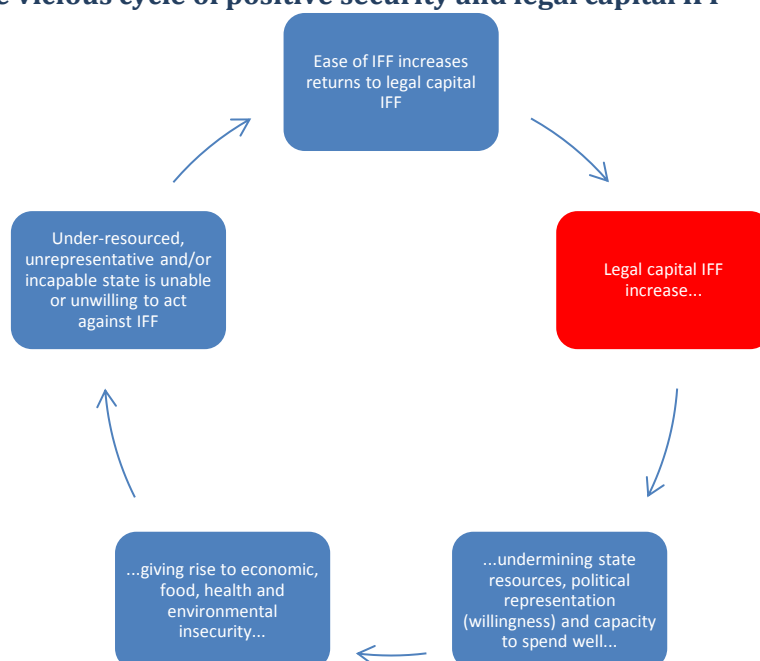 vicious cycle of positive security and legal capital IFF
Ease of IFF increases
returns to legal capital
IFF
Legal capital IFF
increase...
...undermining state
resources, political
representation
(willingness) and capacity
to spend well...
...giving rise to economic,
food, health and
environmental
insecurity...
Under-resourced,
unrepresentative and/or
incapable state is unable
or unwilling to act
against IFF